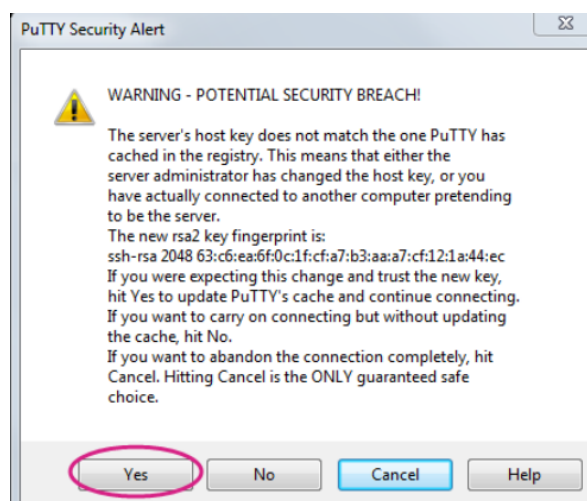 PuTTY Security Alert
WARNING - POTENTIAL SECURITY BREACH!
The server's host key does not match the one PuTTY has
cached in the registry. This means that either the
server administrator has changed the host key, or you
have actually connected to another computer pretending
to be the server.
The new rsa2 key fingerprint is:
ssh-rsa 2048 63:c6:ea:6f:0c:1f:cf:a7:b3:aa:a7:cf:12:1a:44:ec
If you were expecting this change and trust the new key,
hit Yes to update PuTTY's cache and continue connecting.
If you want to carry on connecting but without updating
the cache, hit No.
If you want to abandon the connection completely, hit
Cancel. Hitting Cancel is the ONLY guaranteed safe
choice.
Yes No Cancel Help